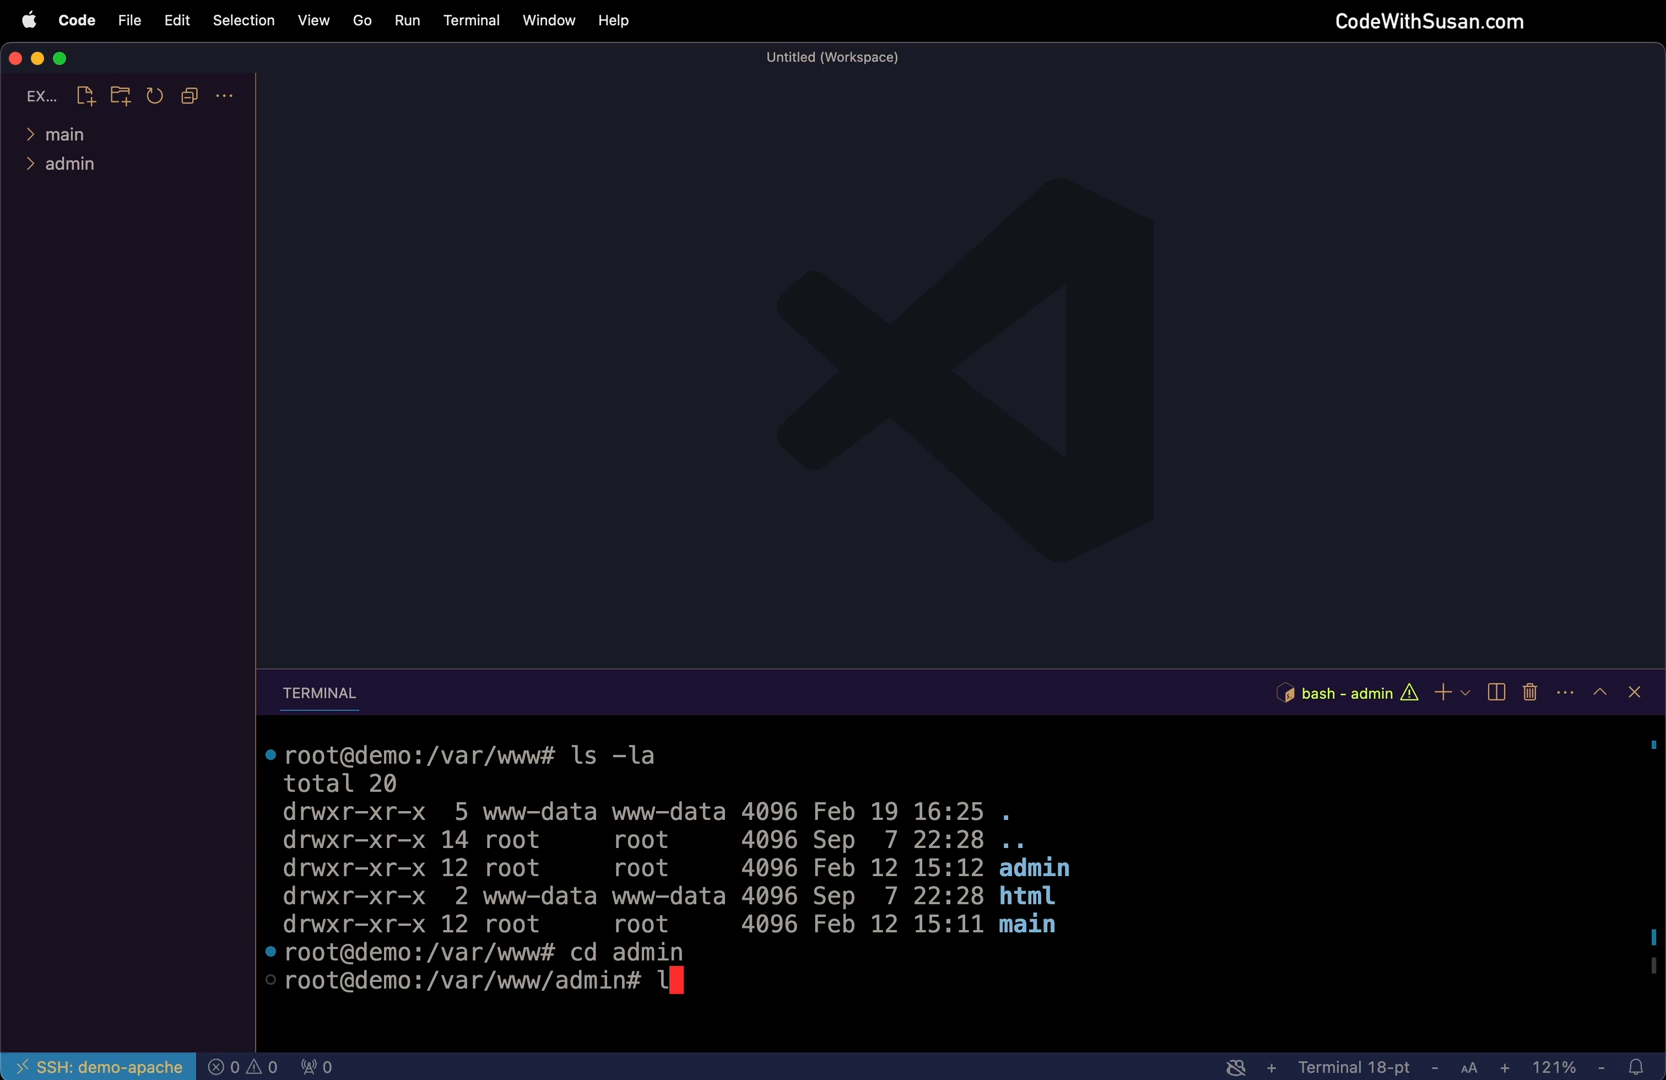 Code File Edit Selection View Go Run Terminal Window Help CodeWithSusan.com
Untitled (Workspace)
EX...
main
admin
TERMINAL
bash - admin
root@demo:/var/www# ls -la
total 20
drwxr-xr-x 5 www-data www-data 4096 Feb 19 16:25 .
drwxr-xr-x 14 root root 4096 Sep 7 22:28 ..
drwxr-xr-x 12 root root 4096 Feb 12 15:12 admin
drwxr-xr-x 2 www-data www-data 4096 Sep 7 22:28 html
drwxr-xr-x 12 root root 4096 Feb 12 15:11 main
root@demo:/var/www# cd admin
root@demo:/var/www/admin# l
SSH: demo-apache 0 0 0 + Terminal 18-pt - AA + 121% -